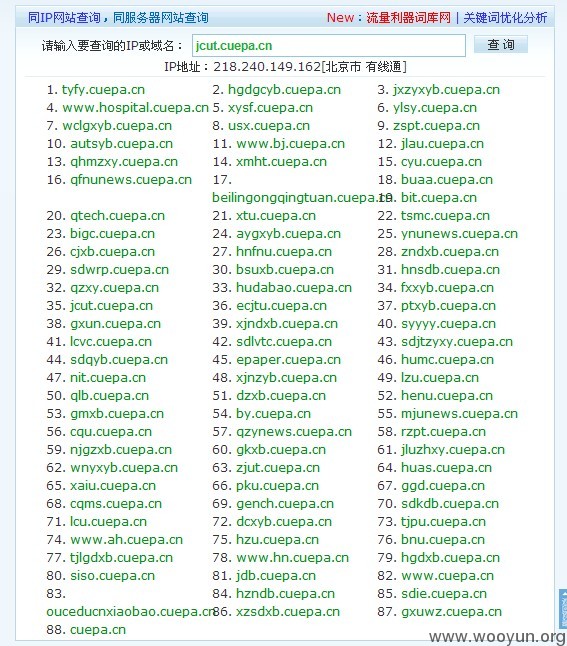 同IP网站查询，同服务器网站查询 New：流量利器词库网 | 关键词优化分析
请输入要查询的IP或域名： jcut.cuepa.cn 查 询
IP地址：218.240.149.162[北京市 有线通]
1. tyfy.cuepa.cn 2. hgdgcyb.cuepa.cn 3. jxzyxyb.cuepa.cn
4. www.hospital.cuepa.cn 5. xysf.cuepa.cn 6. ylsy.cuepa.cn
7. wclgxyb.cuepa.cn 8. usx.cuepa.cn 9. zspt.cuepa.cn
10. autsyb.cuepa.cn 11. www.bj.cuepa.cn 12. jlau.cuepa.cn
13. qhmzxy.cuepa.cn 14. xmht.cuepa.cn 15. cyu.cuepa.cn
16. qfnunews.cuepa.cn 17. 18. buaa.cuepa.cn
beilingongqingtuan.cuepa.cn 19. bit.cuepa.cn
20. qtech.cuepa.cn 21. xtu.cuepa.cn 22. tsmc.cuepa.cn
23. bigc.cuepa.cn 24. aygxyb.cuepa.cn 25. ynunews.cuepa.cn
26. cjxb.cuepa.cn 27. hnfnu.cuepa.cn 28. zndxb.cuepa.cn
29. sdwrp.cuepa.cn 30. bsuxb.cuepa.cn 31. hnsdb.cuepa.cn
32. qzxy.cuepa.cn 33. hudabao.cuepa.cn 34. fxxyb.cuepa.cn
35. jcut.cuepa.cn 36. ecjtu.cuepa.cn 37. ptxyb.cuepa.cn
38. gxun.cuepa.cn 39. xjndxb.cuepa.cn 40. syyyy.cuepa.cn
41. lcvc.cuepa.cn 42. sdlvtc.cuepa.cn 43. sdjtzyxy.cuepa.cn
44. sdqyb.cuepa.cn 45. epaper.cuepa.cn 46. humc.cuepa.cn
47. nit.cuepa.cn 48. xjnzyb.cuepa.cn 49. lzu.cuepa.cn
50. qlb.cuepa.cn 51. dzxb.cuepa.cn 52. henu.cuepa.cn
53. gmxb.cuepa.cn 54. by.cuepa.cn 55. mjunews.cuepa.cn
56. cqu.cuepa.cn 57. qzynews.cuepa.cn 58. rzpt.cuepa.cn
59. njgzxb.cuepa.cn 60. gkxb.cuepa.cn 61. jluzhxy.cuepa.cn
62. wnyxyb.cuepa.cn 63. zjut.cuepa.cn 64. huas.cuepa.cn
65. xaiu.cuepa.cn 66. pku.cuepa.cn 67. ggd.cuepa.cn
68. cqms.cuepa.cn 69. gench.cuepa.cn 70. sdkdb.cuepa.cn
71. lcu.cuepa.cn 72. dcxyb.cuepa.cn 73. tjpu.cuepa.cn
74. www.ah.cuepa.cn 75. hzu.cuepa.cn 76. bnu.cuepa.cn
77. tjlgdxb.cuepa.cn 78. www.hn.cuepa.cn 79. hgdxb.cuepa.cn
80. siso.cuepa.cn 81. jdb.cuepa.cn 82. www.cuepa.cn
83. 84. hzndb.cuepa.cn 85. sdie.cuepa.cn
ouceducnxiaobao.cuepa.cn 86. xzsdxb.cuepa.cn 87. gxuwz.cuepa.cn
88. cuepa.cn
www.wooyun.org